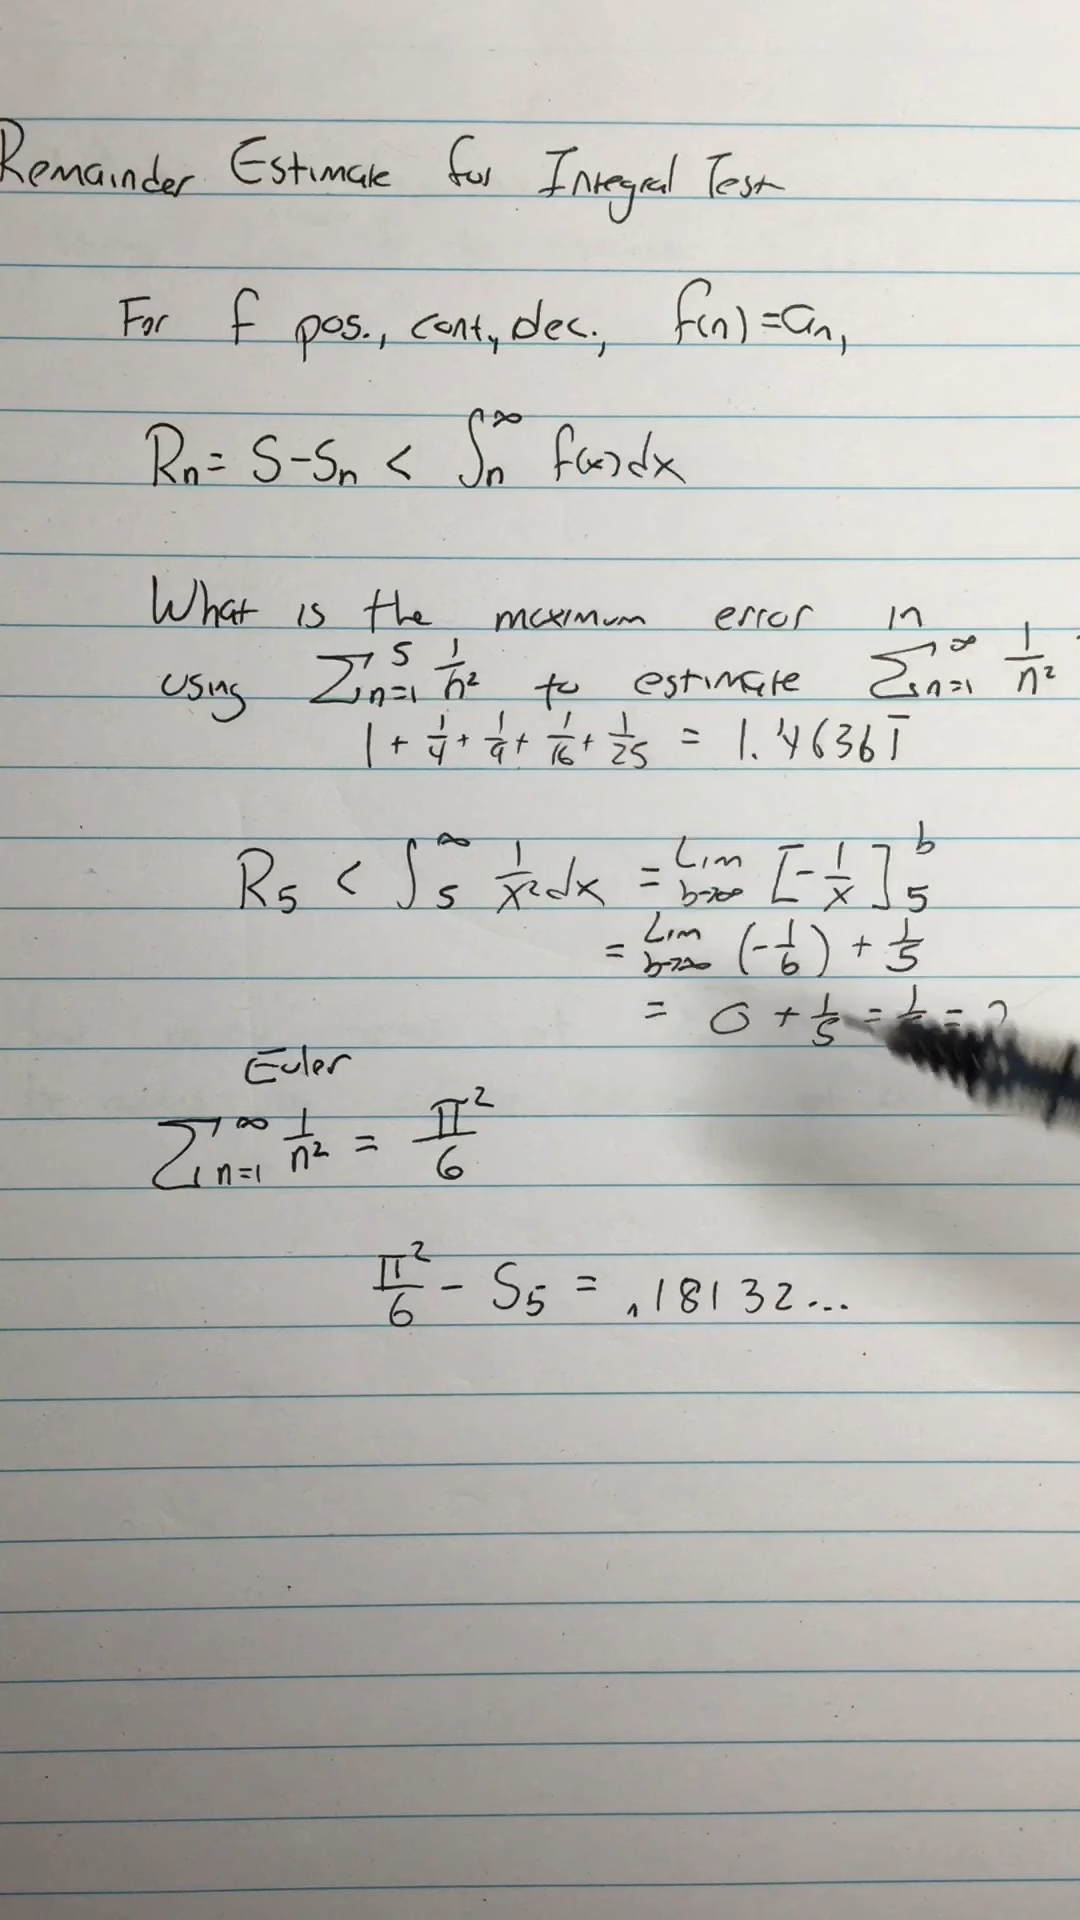 Remainder Estimate for Integral Test
For f pos., cont., dec., f(n)=aₙ,
Rₙ = S-Sₙ < ∫ₙ^∞ f(x)dx
What is the maximum error in
using ∑ₙ₌₁^5 1/n² to estimate ∑ₙ₌₁^∞ 1/n²
1 + 1/4 + 1/9 + 1/16 + 1/25 = 1.46361̅
R₅ < ∫₅^∞ 1/x² dx = Lim b→∞ [-1/x]₅^b
= Lim b→∞ (-1/b) + 1/5
= 0 + 1/5 =
Euler
∑ₙ₌₁^∞ 1/n² = π²/6
π²/6 - S₅ = .18132...